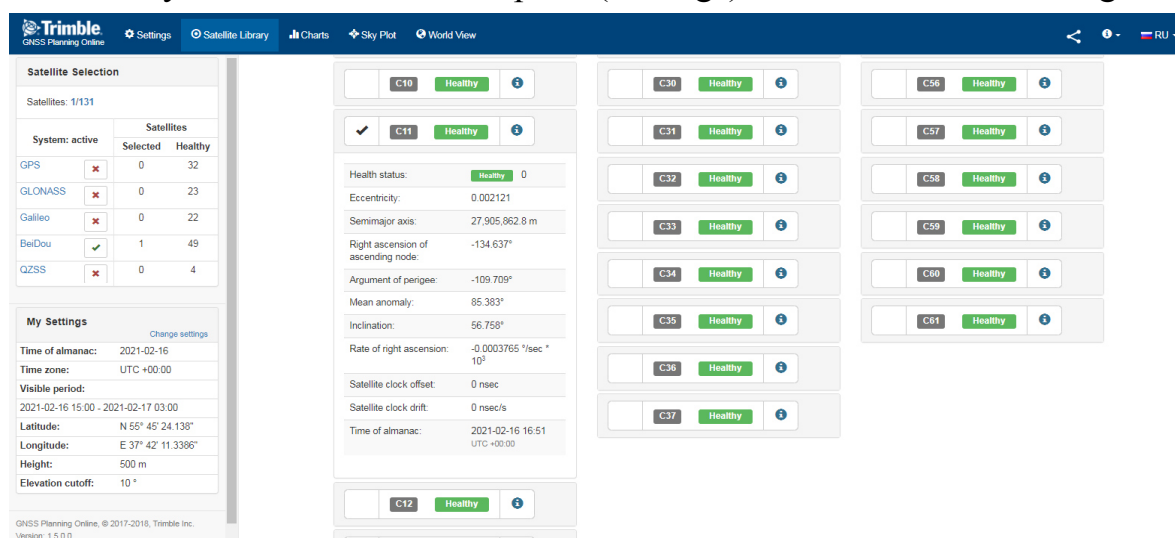 Trimble.
GNSS Planning Online
Settings
Satellite Library
Charts
Sky Plot
World View
RU
Satellite Selection
Satellites: 1/131
System: active
Satellites
Selected Healthy
GPS 0 32
GLONASS 0 23
Galileo 0 22
BeiDou 1 49
QZSS 0 4
My Settings
Change settings
Time of almanac: 2021-02-16
Time zone: UTC +00:00
Visible period:
2021-02-16 15:00 - 2021-02-17 03:00
Latitude: N 55° 45' 24.138"
Longitude: E 37° 42' 11.3386"
Height: 500 m
Elevation cutoff: 10 °
GNSS Planning Online, © 2017-2018, Trimble Inc.
Version: 1.5.0.0
C10 Healthy
C11 Healthy
Health status: Healthy 0
Eccentricity: 0.002121
Semimajor axis: 27,905,862.8 m
Right ascension of -134.637°
ascending node:
Argument of perigee: -109.709°
Mean anomaly: 85.383°
Inclination: 56.758°
Rate of right ascension: -0.0003765 °/sec *
10³
Satellite clock offset: 0 nsec
Satellite clock drift: 0 nsec/s
Time of almanac: 2021-02-16 16:51
UTC +00:00
C12 Healthy
C30 Healthy
C31 Healthy
C32 Healthy
C33 Healthy
C34 Healthy
C35 Healthy
C36 Healthy
C37 Healthy
C56 Healthy
C57 Healthy
C58 Healthy
C59 Healthy
C60 Healthy
C61 Healthy